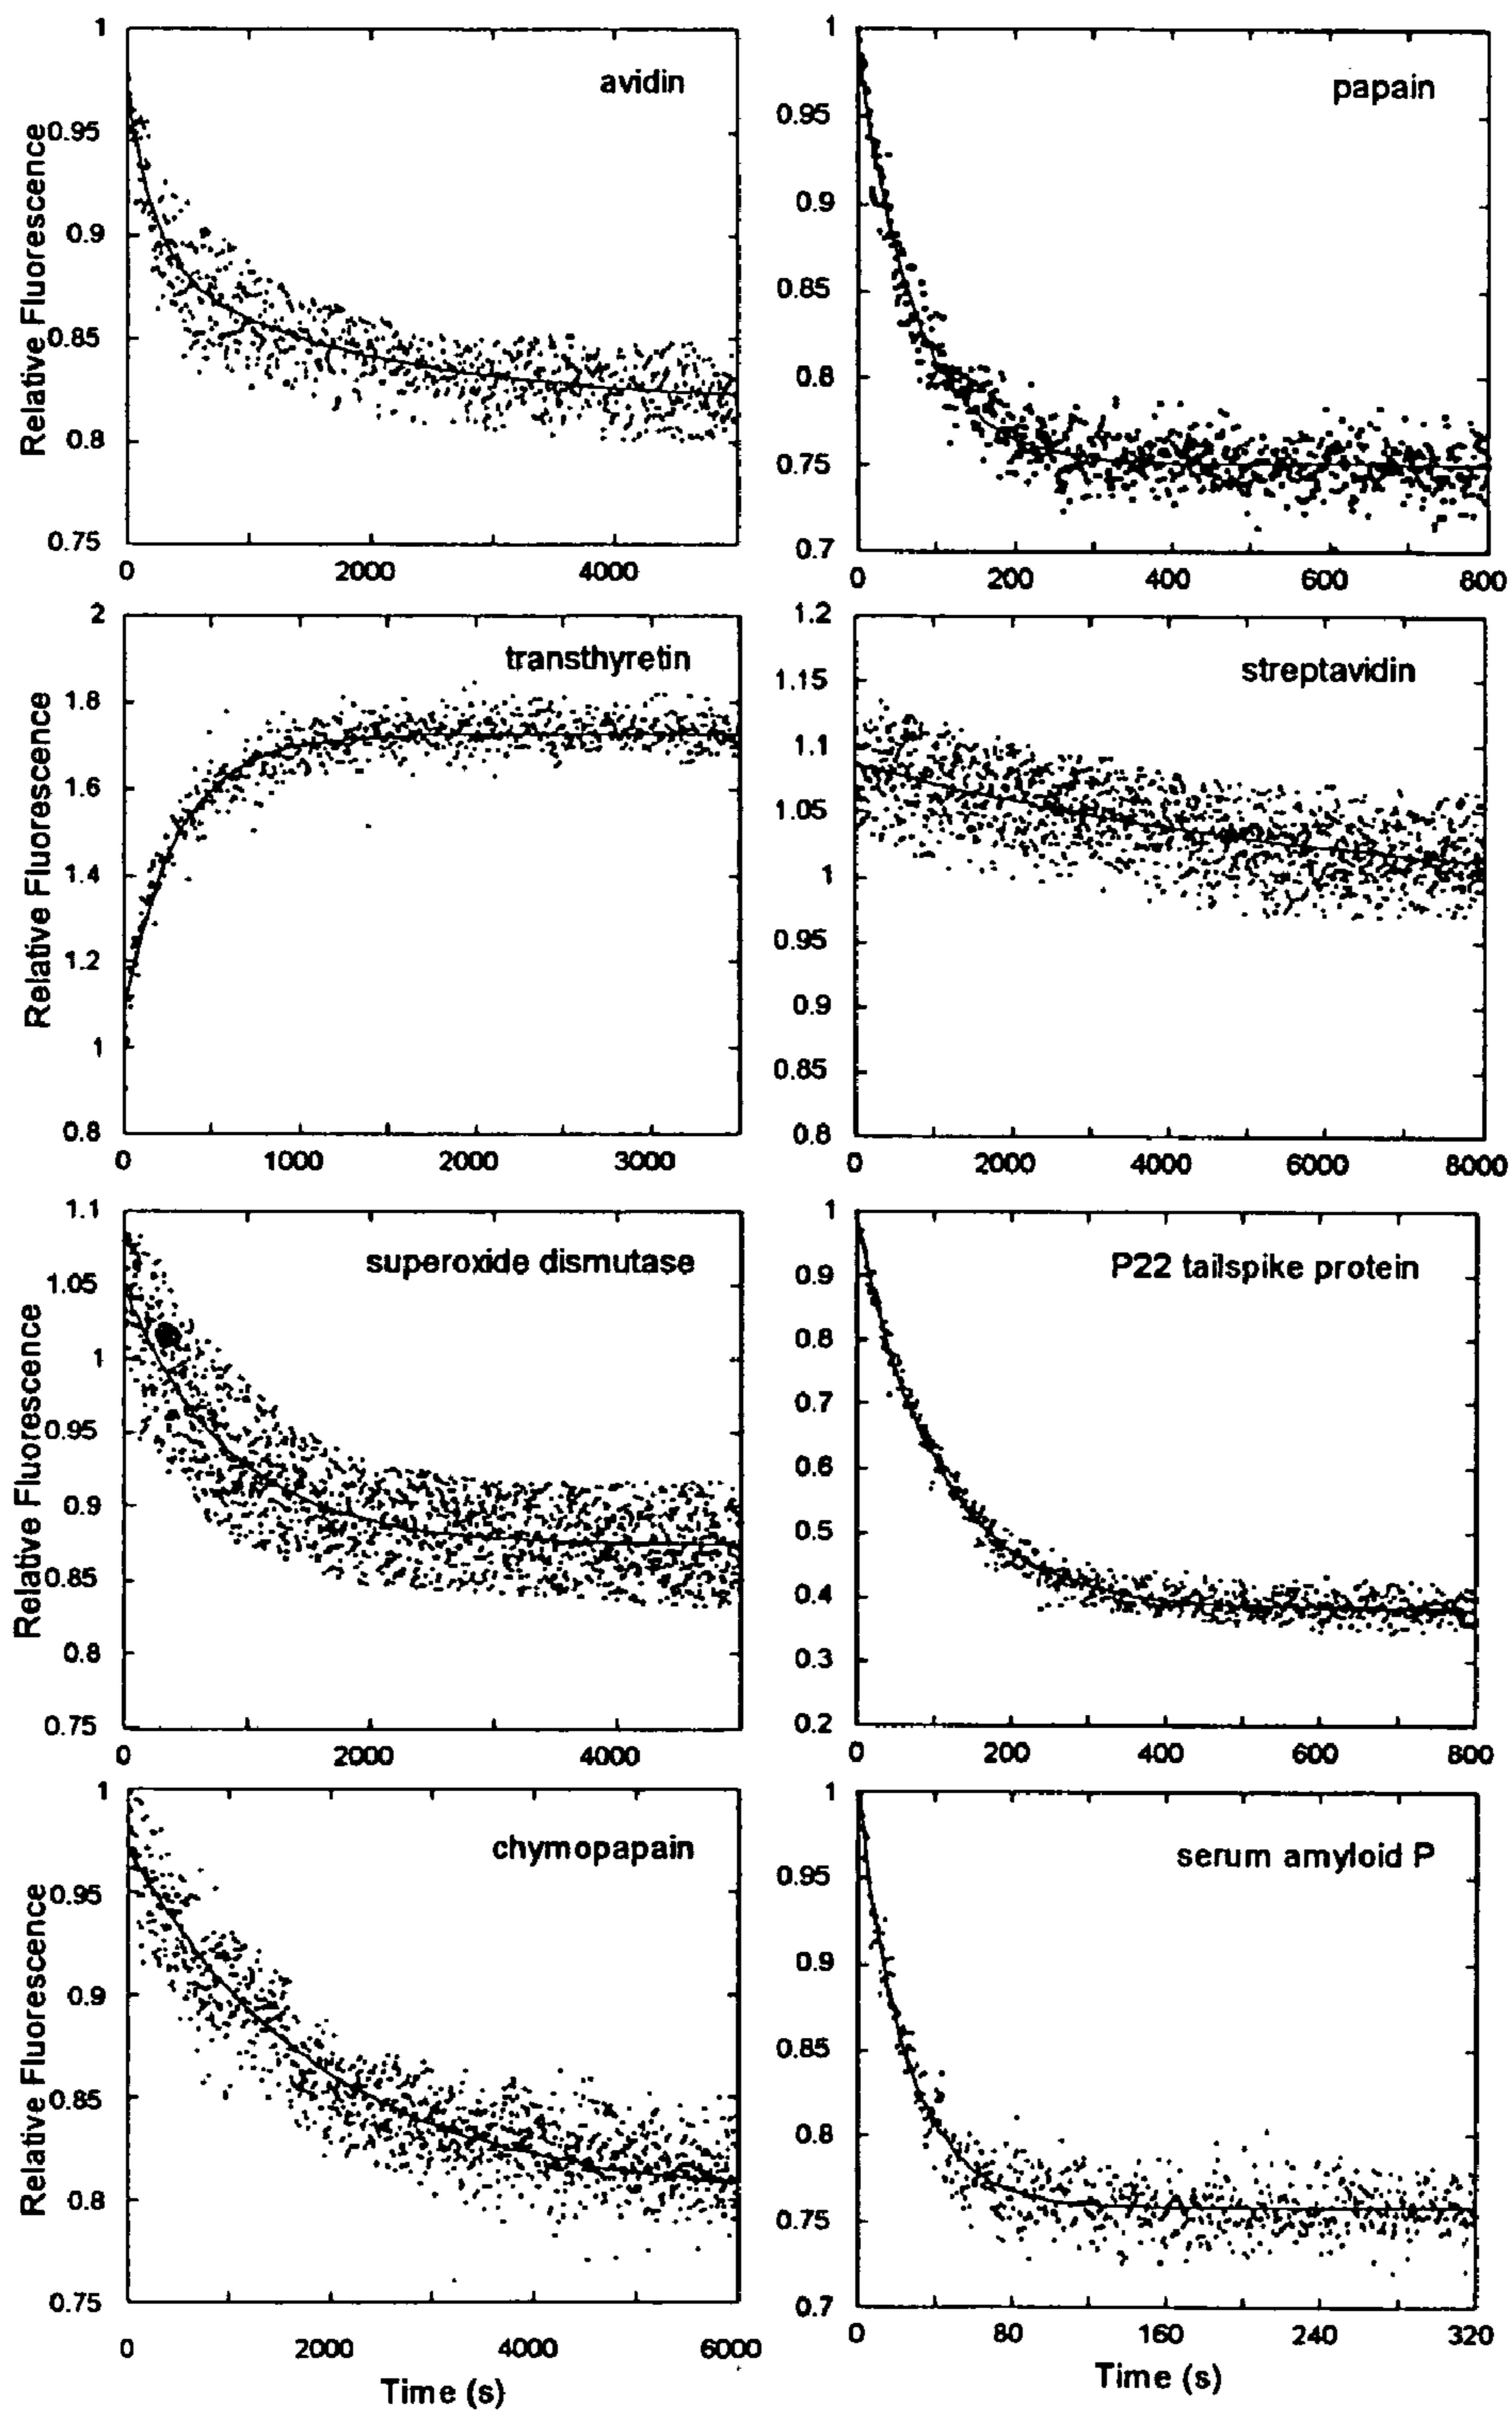 avidin
Relative Fluorescence
1
0.95
0.9
0.85
0.8
0.75
0 2000 4000
papain
1
0.95
0.9
0.85
0.8
0.75
0.7
0 200 400 600 800
transthyretin
Relative Fluorescence
2
1.8
1.6
1.4
1.2
1
0.8
0 1000 2000 3000
streptavidin
1.2
1.15
1.1
1.05
1
0.95
0.9
0.85
0.8
0 2000 4000 6000 8000
superoxide dismutase
Relative Fluorescence
1.1
1.05
1
0.95
0.9
0.85
0.8
0.75
0 2000 4000
P22 tailspike protein
1
0.9
0.8
0.7
0.6
0.5
0.4
0.3
0.2
0 200 400 600 800
chymopapain
Relative Fluorescence
1
0.95
0.9
0.85
0.8
0.75
0 2000 4000 6000
Time (s)
serum amyloid P
1
0.95
0.9
0.85
0.8
0.75
0.7
0 80 160 240 320
Time (s)